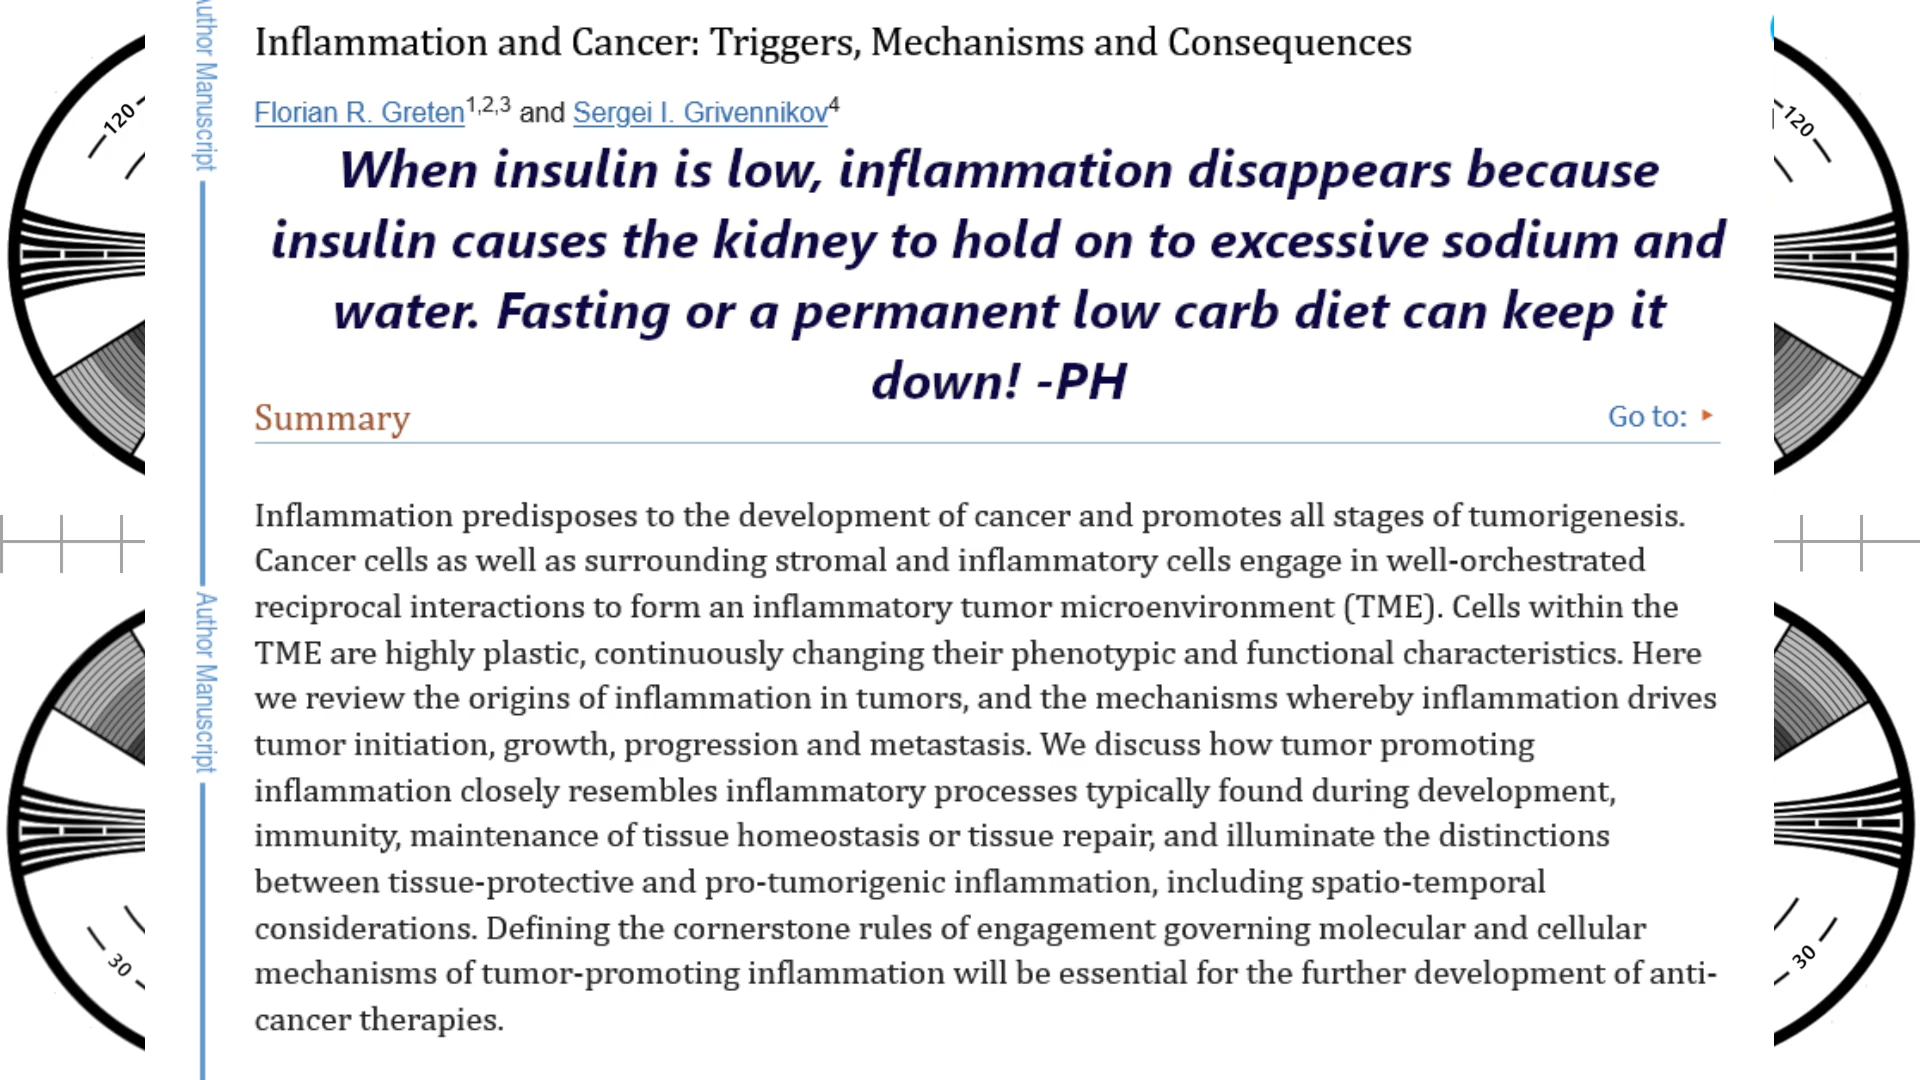 Author Manuscript
Author Manuscript
120
120
30
30
Inflammation and Cancer: Triggers, Mechanisms and Consequences
Florian R. Greten1,2,3 and Sergei I. Grivennikov4
When insulin is low, inflammation disappears because
insulin causes the kidney to hold on to excessive sodium and
water. Fasting or a permanent low carb diet can keep it
down! -PH
Summary
Go to:
Inflammation predisposes to the development of cancer and promotes all stages of tumorigenesis.
Cancer cells as well as surrounding stromal and inflammatory cells engage in well-orchestrated
reciprocal interactions to form an inflammatory tumor microenvironment (TME). Cells within the
TME are highly plastic, continuously changing their phenotypic and functional characteristics. Here
we review the origins of inflammation in tumors, and the mechanisms whereby inflammation drives
tumor initiation, growth, progression and metastasis. We discuss how tumor promoting
inflammation closely resembles inflammatory processes typically found during development,
immunity, maintenance of tissue homeostasis or tissue repair, and illuminate the distinctions
between tissue-protective and pro-tumorigenic inflammation, including spatio-temporal
considerations. Defining the cornerstone rules of engagement governing molecular and cellular
mechanisms of tumor-promoting inflammation will be essential for the further development of anti-
cancer therapies.